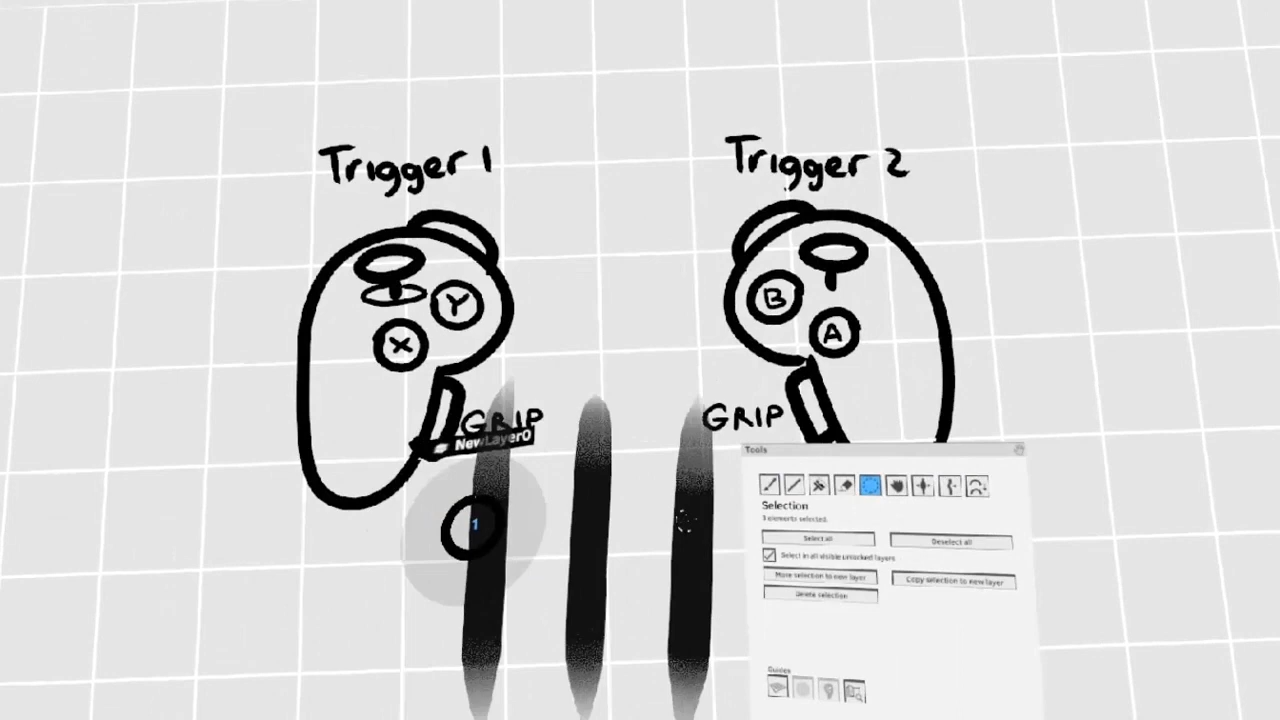 Trigger 1
Trigger 2
Y
X
B
A
GRIP
GRIP
NewLayer0
1
Tools
Selection
3 elements selected.
Select all
Deselect all
Select in all visible unlocked layers
Move selection to new layer
Copy selection to new layer
Delete selection
Guides